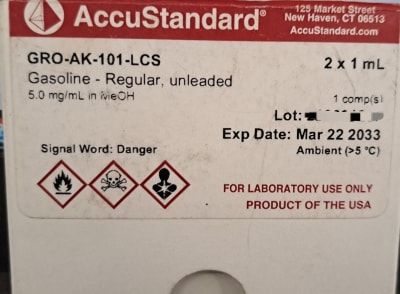 AccuStandard®
125 Market Street
New Haven, CT 06513
AccuStandard.com
GRO-AK-101-LCS
2 x 1 mL
Gasoline - Regular, unleaded
5.0 mg/mL in MeOH
1 comp(s)
Lot:
Exp Date: Mar 22 2033
Signal Word: Danger
Ambient (>5 °C)
FOR LABORATORY USE ONLY
PRODUCT OF THE USA